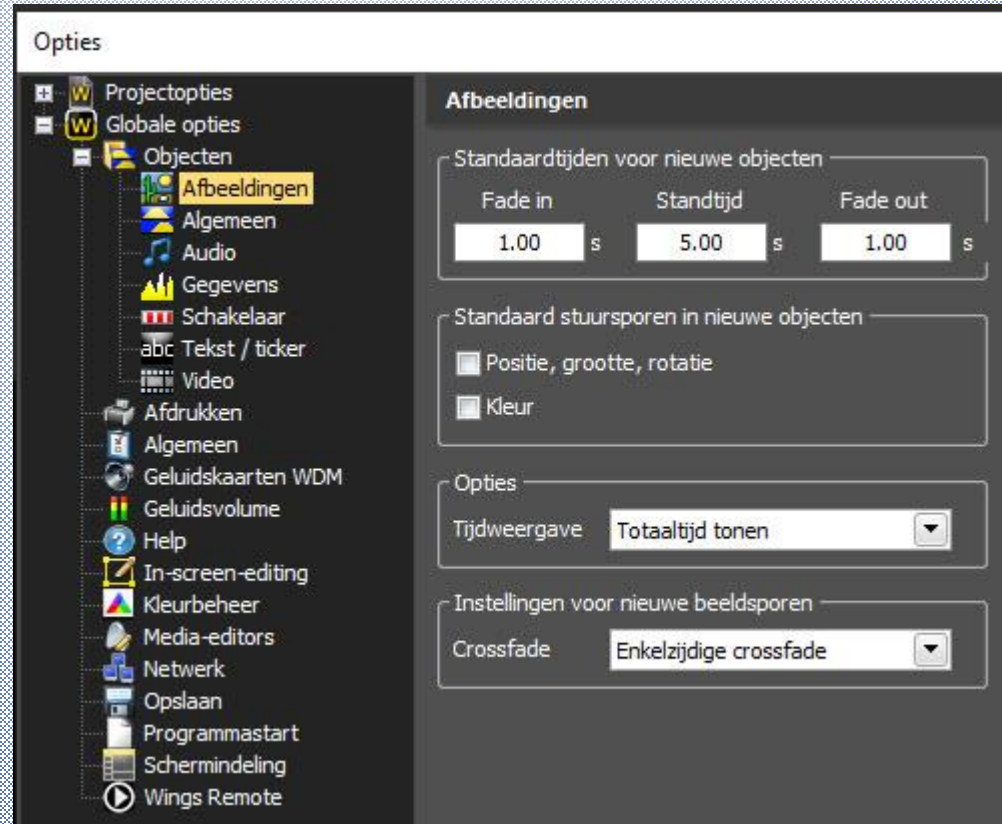 Opties
Projectopties
Globale opties
Objecten
Afbeeldingen
Algemeen
Audio
Gegevens
Schakelaar
abc Tekst / ticker
Video
Afdrukken
Algemeen
Geluidskaarten WDM
Geluidsvolume
Help
In-screen-editing
Kleurbeheer
Media-editors
Netwerk
Opslaan
Programmastart
Schermindeling
Wings Remote
Afbeeldingen
Standaardtijden voor nieuwe objecten
Fade in Standtijd Fade out
1.00 s 5.00 s 1.00 s
Standaard stuursporen in nieuwe objecten
Positie, grootte, rotatie
Kleur
Opties
Tijdweergave Totaaltijd tonen
Instellingen voor nieuwe beeldsporen
Crossfade Enkelzijdige crossfade